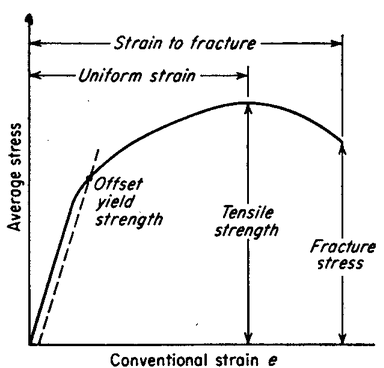 Strain to fracture
Uniform strain
Average stress
Offset
yield
strength
Tensile
strength
Fracture
stress
Conventional strain e